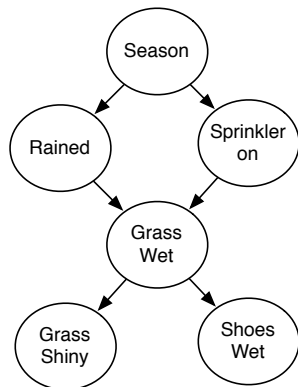 Season
Rained
Sprinkler
on
Grass
Wet
Grass
Shiny
Shoes
Wet